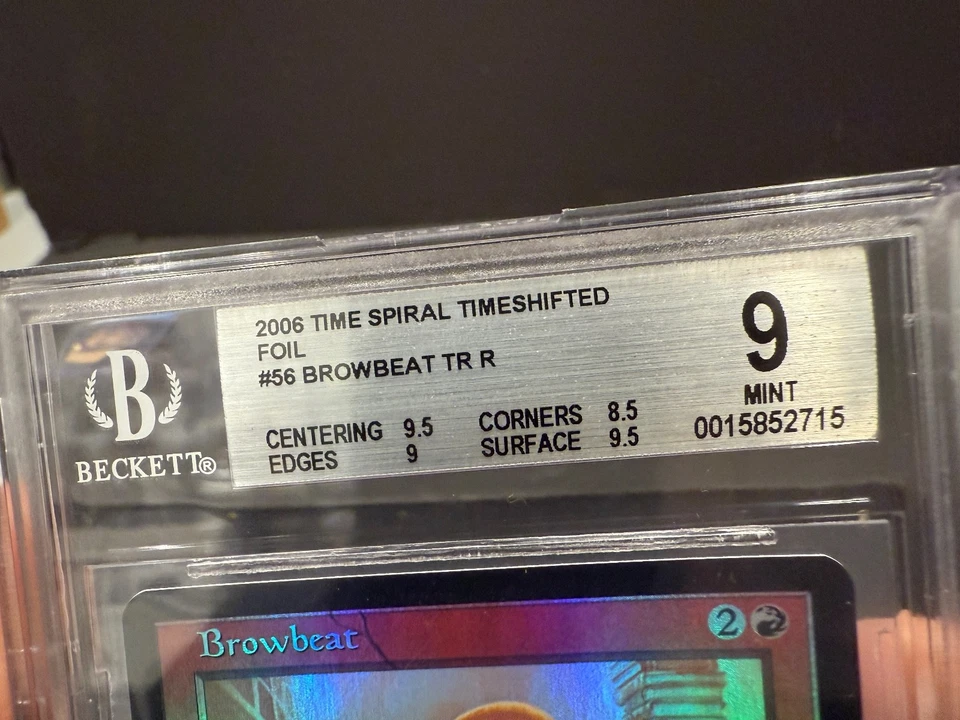 2006 TIME SPIRAL TIMESHIFTED
FOIL
#56 BROWBEAT TR R
9
MINT
0015852715
CENTERING 9.5 CORNERS 8.5
EDGES 9 SURFACE 9.5
B
BECKETT®
Browbeat 2